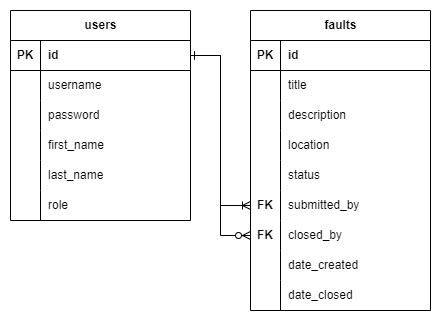 users
PK id
username
password
first_name
last_name
role
faults
PK id
title
description
location
status
FK submitted_by
FK closed_by
date_created
date_closed